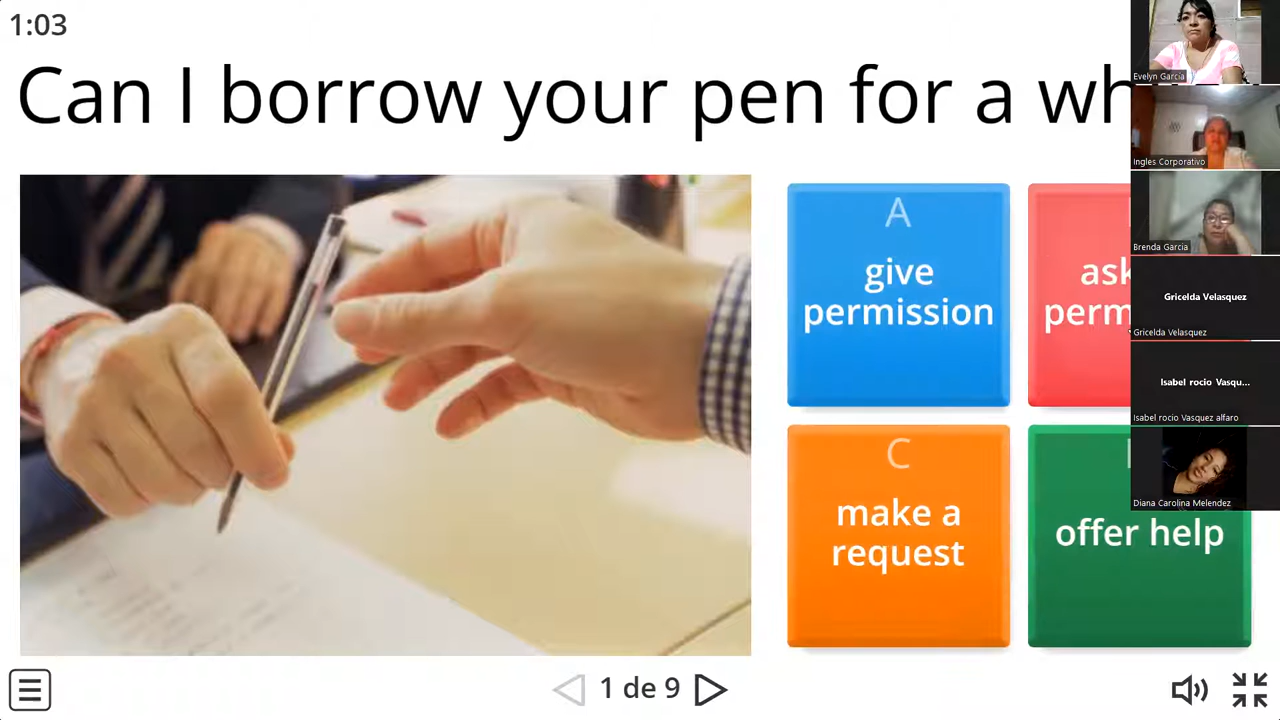 1:03
Can I borrow your pen for a wh
A
give
permission
ask
perm
C
make a
request
offer help
1 de 9
Evelyn Garcia
Ingles Corporativo
Brenda Garcia
Gricelda Velasquez
Gricelda Velasquez
Isabel rocio Vasqu...
Isabel rocio Vasquez alfaro
Diana Carolina Melendez